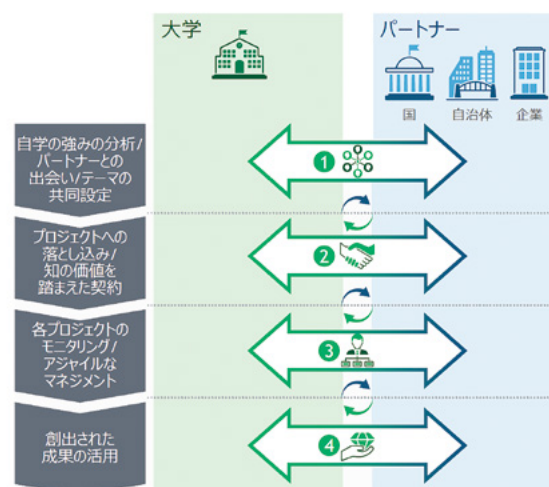 大学
パートナー
国
自治体
企業
自学の強みの分析/
パートナーとの
出会い/テーマの
共同設定
1
プロジェクトへの
落とし込み/
知の価値を
踏まえた契約
2
各プロジェクトの
モニタリング/
アジャイルな
マネジメント
3
創出された
成果の活用
4